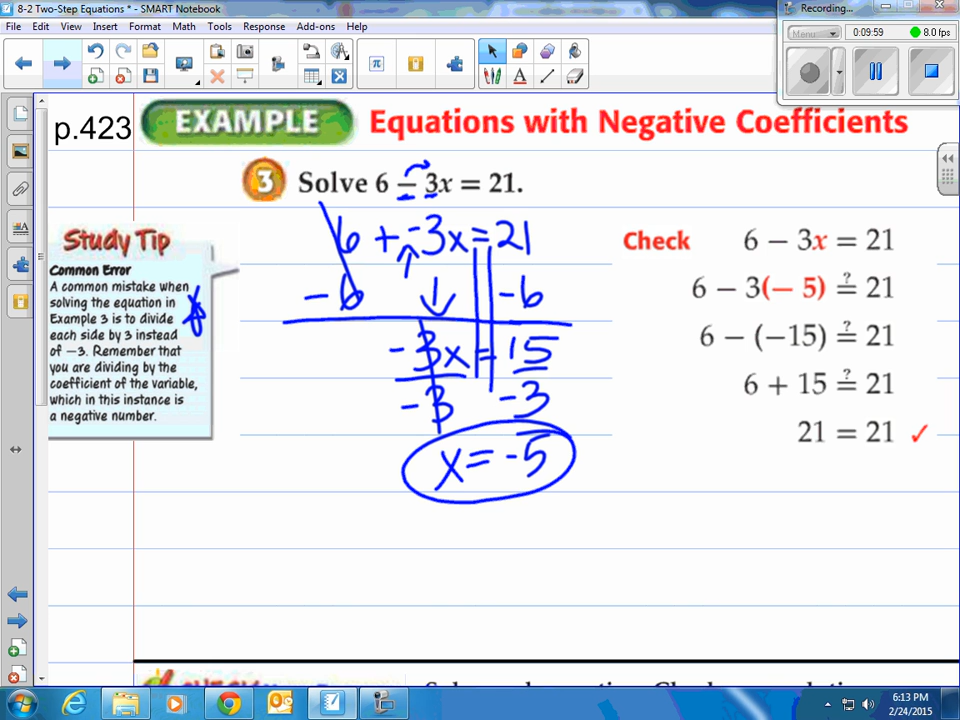 8-2 Two-Step Equations * - SMART Notebook
Recording...
File Edit View Insert Format Math Tools Response Add-ons Help
Menu
0:09:59
8.0 fps
p.423
EXAMPLE
Equations with Negative Coefficients
3 Solve 6 − 3x = 21.
6 + -3x = 21
- 6 ↓ - 6
-3x = 15
-3 -3
x = -5
Study Tip
Common Error
A common mistake when
solving the equation in
Example 3 is to divide
each side by 3 instead
of −3. Remember that
you are dividing by the
coefficient of the variable,
which in this instance is
a negative number.
Check 6 − 3x = 21
6 − 3(− 5) ≟ 21
6 − (−15) ≟ 21
6 + 15 ≟ 21
21 = 21 ✓
6:13 PM
2/24/2015